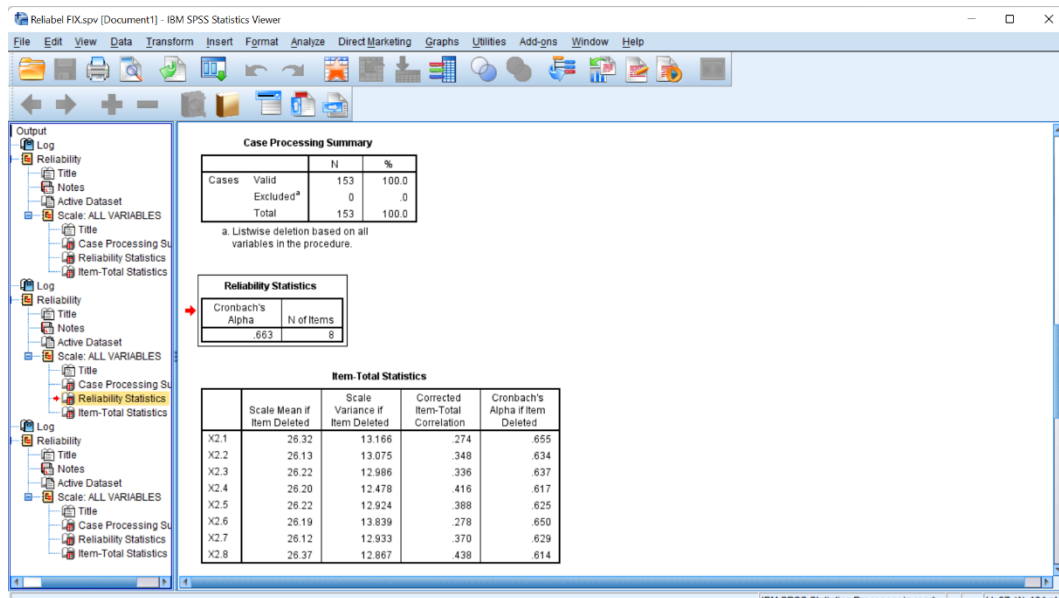 Reliabel FIX.spv [Document1] - IBM SPSS Statistics Viewer
File Edit View Data Transform Insert Format Analyze Direct Marketing Graphs Utilities Add-ons Window Help
Output
Log
Reliability
Title
Notes
Active Dataset
Scale: ALL VARIABLES
Title
Case Processing Su
Reliability Statistics
Item-Total Statistics
Log
Reliability
Title
Notes
Active Dataset
Scale: ALL VARIABLES
Title
Case Processing Su
Reliability Statistics
Item-Total Statistics
Log
Reliability
Title
Notes
Active Dataset
Scale: ALL VARIABLES
Title
Case Processing Su
Reliability Statistics
Item-Total Statistics
Case Processing Summary
N %
Cases Valid 153 100.0
Excludedª 0 .0
Total 153 100.0
a. Listwise deletion based on all
variables in the procedure.
Reliability Statistics
Cronbach's
Alpha N of Items
.663 8
Item-Total Statistics
Scale Mean if
Item Deleted
Scale
Variance if
Item Deleted
Corrected
Item-Total
Correlation
Cronbach's
Alpha if Item
Deleted
X2.1 26.32 13.166 .274 .655
X2.2 26.13 13.075 .348 .634
X2.3 26.22 12.986 .336 .637
X2.4 26.20 12.478 .416 .617
X2.5 26.22 12.924 .388 .625
X2.6 26.19 13.839 .278 .650
X2.7 26.12 12.933 .370 .629
X2.8 26.37 12.867 .438 .614